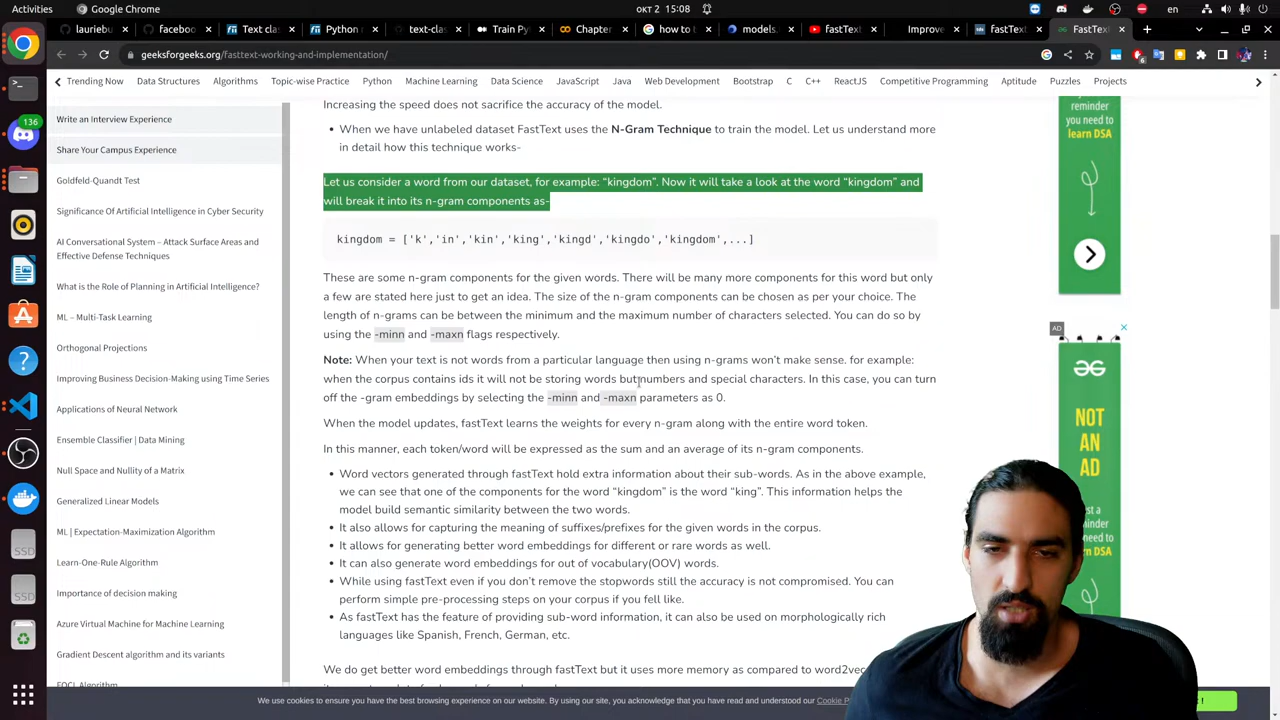 Activities
Google Chrome
окт 2 15:08
en
lauriebu
Text clas
Python
text-clas
Train Py
Chapter
how to t
models.
fastText
Improve
fastText
FastText
geeksforgeeks.org/fasttext-working-and-implementation/
6
Trending Now
Data Structures
Algorithms
Topic-wise Practice
Python
Machine Learning
Data Science
JavaScript
Java
Web Development
Bootstrap
C
C++
ReactJS
Competitive Programming
Aptitude
Puzzles
Projects
136
Write an Interview Experience
Share Your Campus Experience
Goldfeld-Quandt Test
Significance Of Artificial Intelligence in Cyber Security
AI Conversational System – Attack Surface Areas and
Effective Defense Techniques
What is the Role of Planning in Artificial Intelligence?
ML – Multi-Task Learning
Orthogonal Projections
Improving Business Decision-Making using Time Series
Applications of Neural Network
Ensemble Classifier | Data Mining
Null Space and Nullity of a Matrix
Generalized Linear Models
ML | Expectation-Maximization Algorithm
Learn-One-Rule Algorithm
Importance of decision making
Azure Virtual Machine for Machine Learning
Gradient Descent algorithm and its variants
SSD
SSD
Increasing the speed does not sacrifice the accuracy of the model.
When we have unlabeled dataset FastText uses the N-Gram Technique to train the model. Let us understand more
in detail how this technique works-
Let us consider a word from our dataset, for example: “kingdom”. Now it will take a look at the word “kingdom” and
will break it into its n-gram components as-
kingdom = ['k','in','kin','king','kingd','kingdo','kingdom',...]
These are some n-gram components for the given words. There will be many more components for this word but only
a few are stated here just to get an idea. The size of the n-gram components can be chosen as per your choice. The
length of n-grams can be between the minimum and the maximum number of characters selected. You can do so by
using the -minn and -maxn flags respectively.
Note: When your text is not words from a particular language then using n-grams won’t make sense. for example:
when the corpus contains ids it will not be storing words but numbers and special characters. In this case, you can turn
off the -gram embeddings by selecting the -minn and -maxn parameters as 0.
When the model updates, fastText learns the weights for every n-gram along with the entire word token.
In this manner, each token/word will be expressed as the sum and an average of its n-gram components.
Word vectors generated through fastText hold extra information about their sub-words. As in the above example,
we can see that one of the components for the word “kingdom” is the word “king”. This information helps the
model build semantic similarity between the two words.
It also allows for capturing the meaning of suffixes/prefixes for the given words in the corpus.
It allows for generating better word embeddings for different or rare words as well.
It can also generate word embeddings for out of vocabulary(OOV) words.
While using fastText even if you don’t remove the stopwords still the accuracy is not compromised. You can
perform simple pre-processing steps on your corpus if you fell like.
As fastText has the feature of providing sub-word information, it can also be used on morphologically rich
languages like Spanish, French, German, etc.
We do get better word embeddings through fastText but it uses more memory as compared to word2vec
every
reminder
you need to
learn DSA
AD
NOT
AN
AD
st a
minder
need to
DSA
We use cookies to ensure you have the best browsing experience on our website. By using our site, you acknowledge that you have read and understood our Cookie P
!